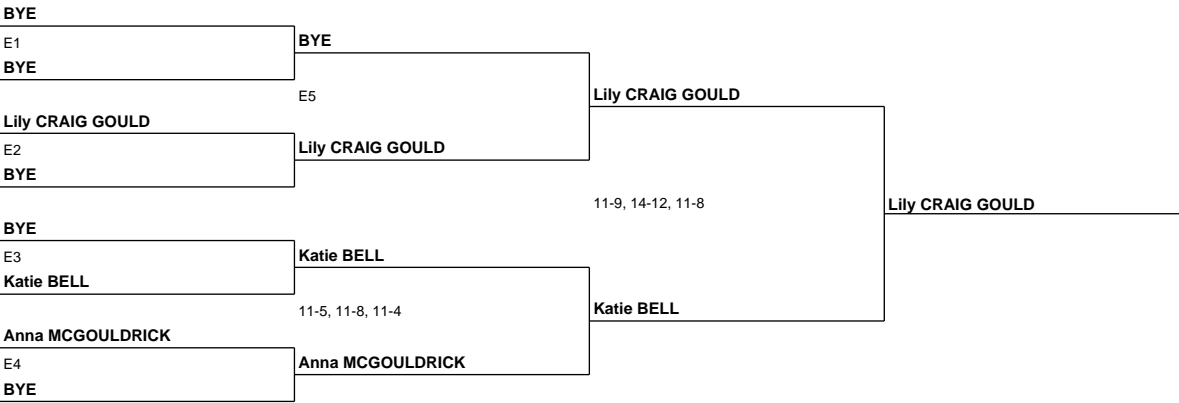 BYE
E1
BYE
BYE
E5
Lily CRAIG GOULD
Lily CRAIG GOULD
E2
Lily CRAIG GOULD
BYE
11-9, 14-12, 11-8
Lily CRAIG GOULD
BYE
E3
Katie BELL
Katie BELL
11-5, 11-8, 11-4
Katie BELL
Anna MCGOULDRICK
E4
Anna MCGOULDRICK
BYE